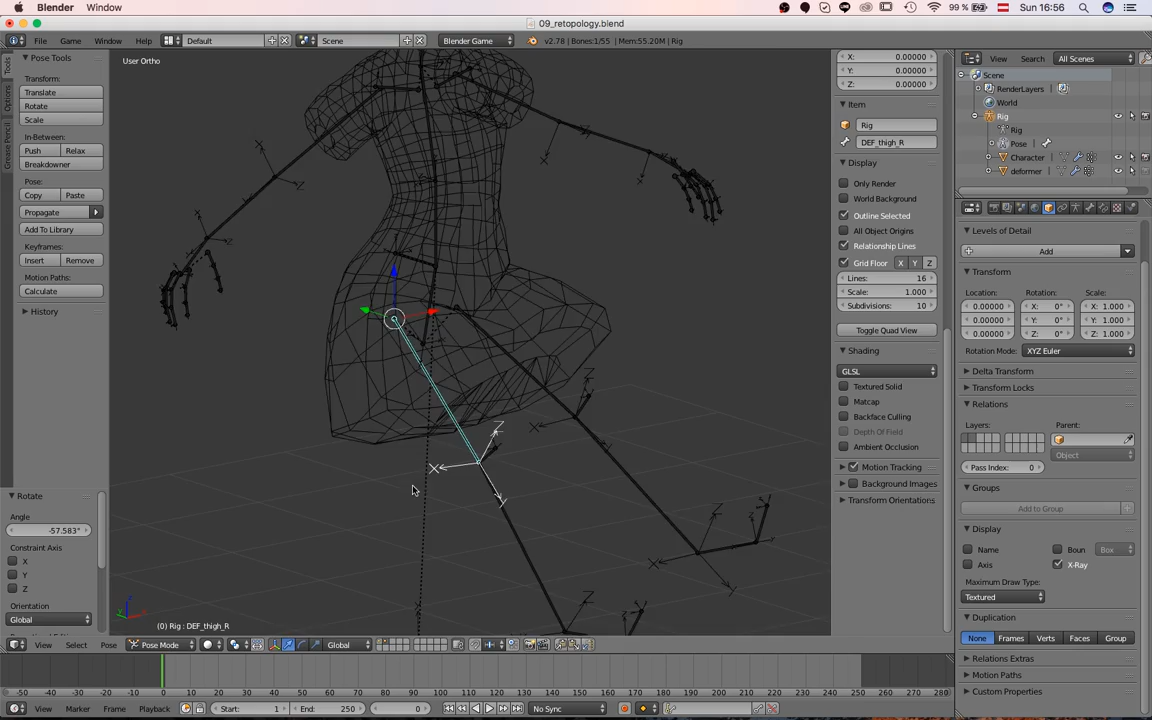 Blender Window
99 % Sun 16:56
09_retopology.blend
File Game Window Help Default Scene Blender Game v2.78 | Bones:1/55 | Mem:55.20M | Rig
View Search All Scenes
User Ortho
Tools
Options
Grease Pencil
Pose Tools
Transform:
Translate
Rotate
Scale
In-Between:
Push Relax
Breakdowner
Pose:
Copy Paste
Propagate
Add To Library
Keyframes:
Insert Remove
Motion Paths:
Calculate
History
Rotate
Angle
-57.583°
Constraint Axis
X
Y
Z
Orientation
Global
(0) Rig : DEF_thigh_R
X: 0.00000
Y: 0.00000
Z: 0.00000
Item
Rig
DEF_thigh_R
Display
Only Render
World Background
Outline Selected
All Object Origins
Relationship Lines
Grid Floor X Y Z
Lines: 16
Scale: 1.000
Subdivisions: 10
Toggle Quad View
Shading
GLSL
Textured Solid
Matcap
Backface Culling
Depth Of Field
Ambient Occlusion
Motion Tracking
Background Images
Transform Orientations
Scene
RenderLayers
World
Rig
Rig
Pose
Character
deformer
Levels of Detail
Add
Transform
Location: Rotation: Scale:
0.00000 X: 0° X: 1.000
0.00000 Y: 0° Y: 1.000
0.00000 Z: 0° Z: 1.000
Rotation Mode: XYZ Euler
Delta Transform
Transform Locks
Relations
Layers: Parent:
Object
Pass Index: 0
Groups
Add to Group
Display
Name Boun Box
Axis X-Ray
Maximum Draw Type:
Textured
Duplication
None Frames Verts Faces Group
Relations Extras
Motion Paths
Custom Properties
View Select Pose Pose Mode Global
-50 -40 -30 -20 -10 0 10 20 30 40 50 60 70 80 90 100 110 120 130 140 150 160 170 180 190 200 210 220 230 240 250 260 270 280
View Marker Frame Playback Start: 1 End: 250 0 No Sync